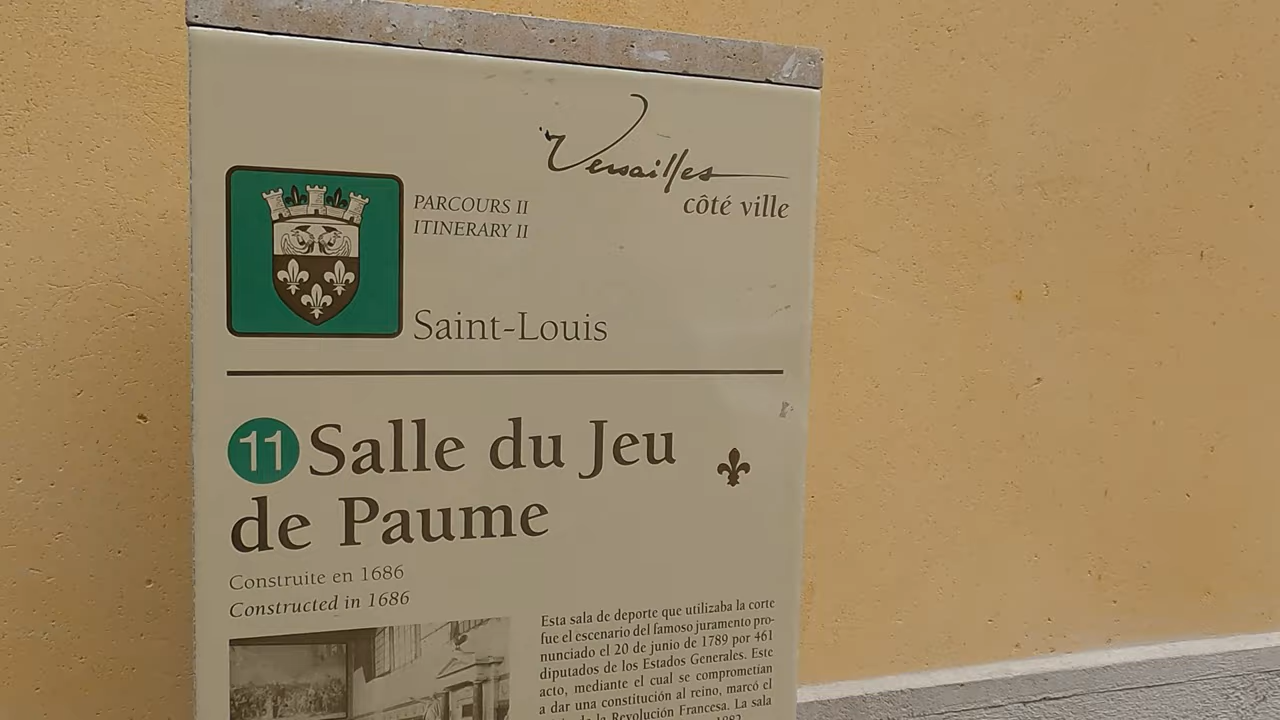 Versailles
côté ville
PARCOURS II
ITINERARY II
Saint-Louis
11 Salle du Jeu
de Paume
Construite en 1686
Constructed in 1686
Esta sala de deporte que utilizaba la corte
fue el escenario del famoso juramento pro-
nunciado el 20 de junio de 1789 por 461
diputados de los Estados Generales. Este
acto, mediante el cual se comprometían
a dar una constitución al reino, marcó el
de la Revolución Francesa. La sala